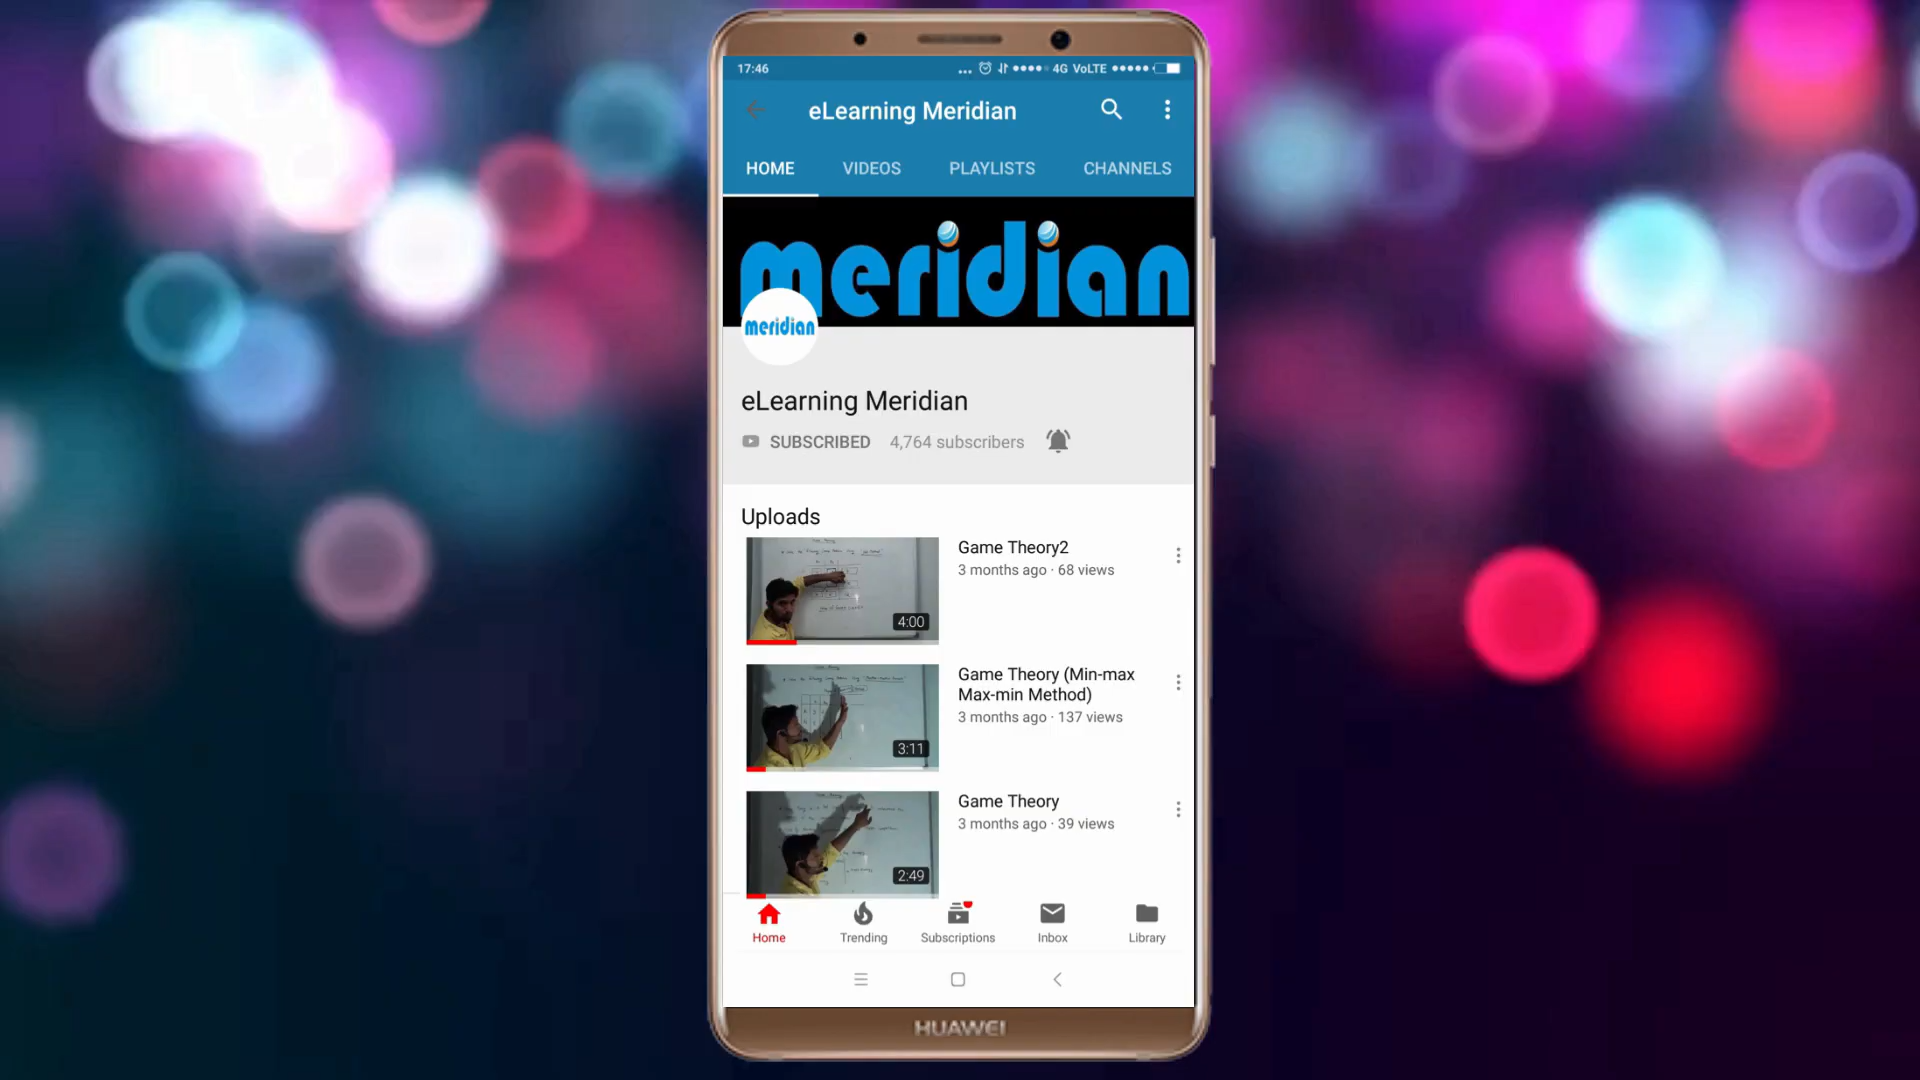 17:46
4G VoLTE
eLearning Meridian
HOME VIDEOS PLAYLISTS CHANNELS
meridian
meridian
eLearning Meridian
SUBSCRIBED 4,764 subscribers
Uploads
Game Theory2
3 months ago · 68 views
4:00
Game Theory (Min-max
Max-min Method)
3 months ago · 137 views
3:11
Game Theory
3 months ago · 39 views
2:49
Home Trending Subscriptions Inbox Library
HUAWEI